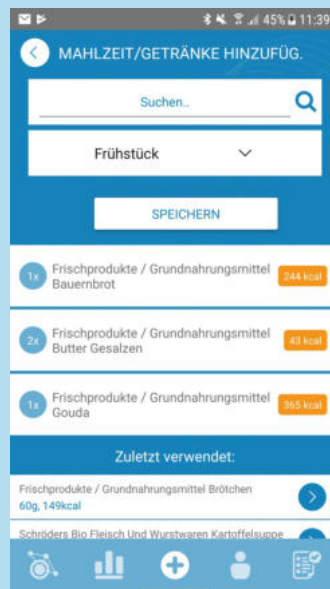 45% 11:39
MAHLZEIT/GETRÄNKE HINZUFÜG.
Suchen..
Frühstück
SPEICHERN
1x Frischprodukte / Grundnahrungsmittel 244 kcal
Bauernbrot
2x Frischprodukte / Grundnahrungsmittel 43 kcal
Butter Gesalzen
1x Frischprodukte / Grundnahrungsmittel 365 kcal
Gouda
Zuletzt verwendet:
Frischprodukte / Grundnahrungsmittel Brötchen
60g, 149kcal
Schröders Bio Fleisch Und Wurstwaren Kartoffelsuppe